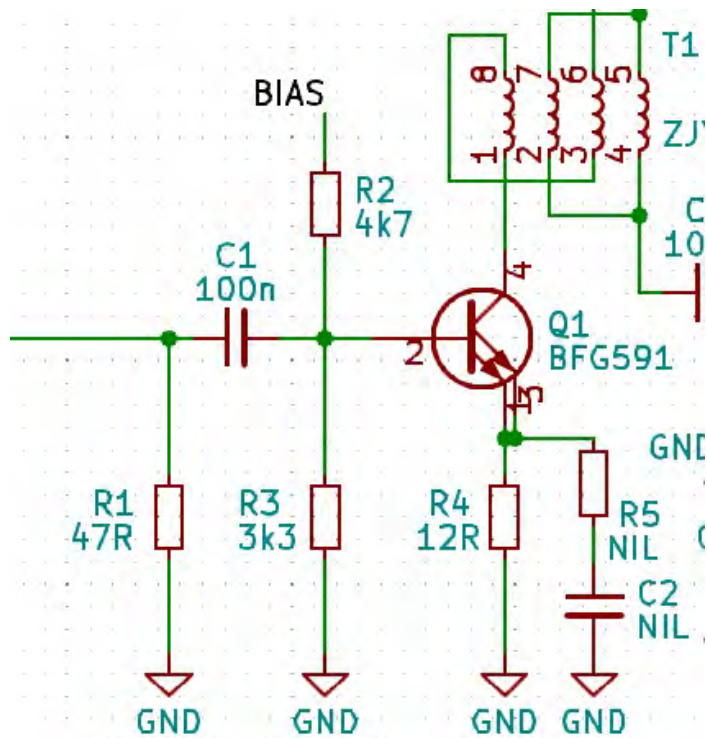 T1
8 7 6 5
BIAS
1 2 3 4
R2
4k7
C1
100n
4
Q1
BFG591
2
1
3
R1
47R
R3
3k3
R4
12R
GND
R5
NIL
C2
NIL
GND
GND
GND
GND